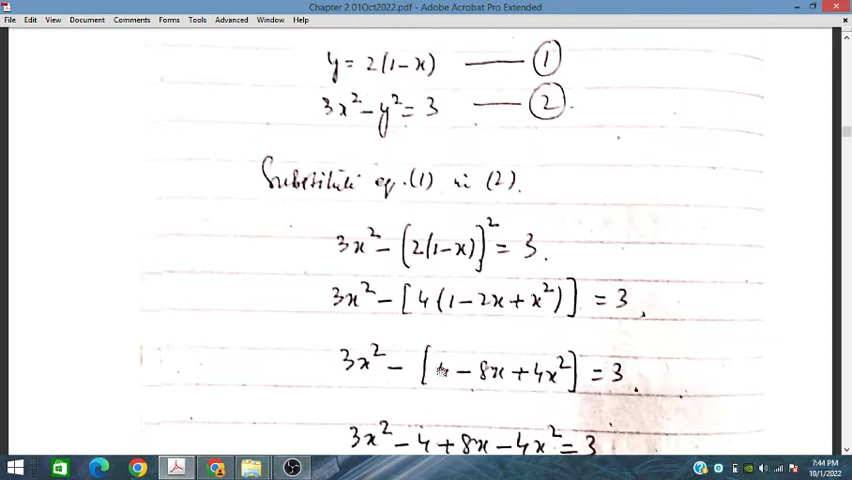 Chapter 2 01Oct2022.pdf - Adobe Acrobat Pro Extended
File Edit View Document Comments Forms Tools Advanced Window Help
y = 2(1-x) —— ①
3x² - y² = 3 —— ②.
Substitute eq.(1) in (2).
3x² - [2(1-x)]² = 3.
3x² - [4(1-2x+x²)] = 3,
3x² - [4 - 8x + 4x²] = 3.
3x² - 4 + 8x - 4x² = 3
7:44 PM
10/1/2022